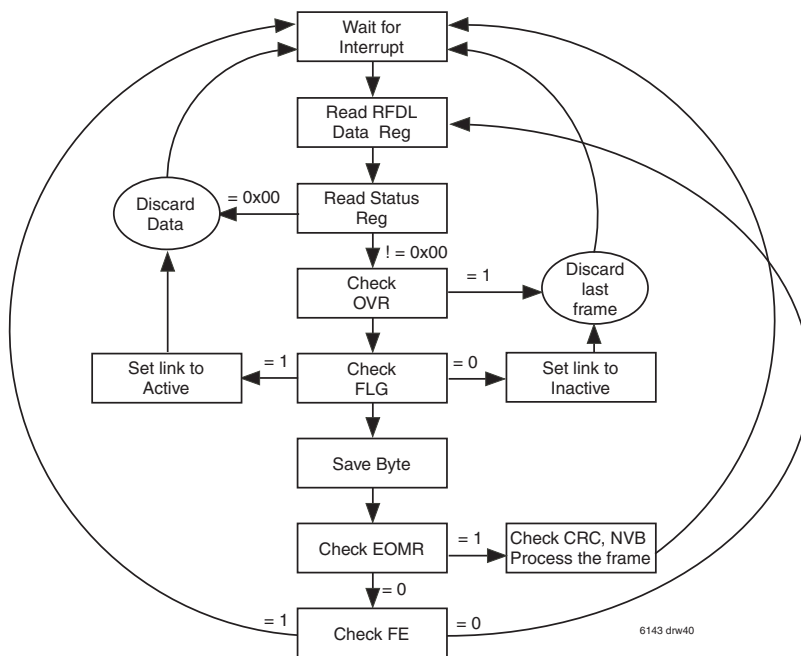 Wait for
Interrupt
Read RFDL
Data Reg
= 0x00
Read Status
Reg
Discard
Data
! = 0x00
Check
OVR
= 1
Discard
last
frame
Set link to
Active
= 1
Check
FLG
= 0
Set link to
Inactive
Save Byte
Check EOMR
= 1
Check CRC, NVB
Process the frame
= 0
= 1
Check FE
= 0
6143 drw40